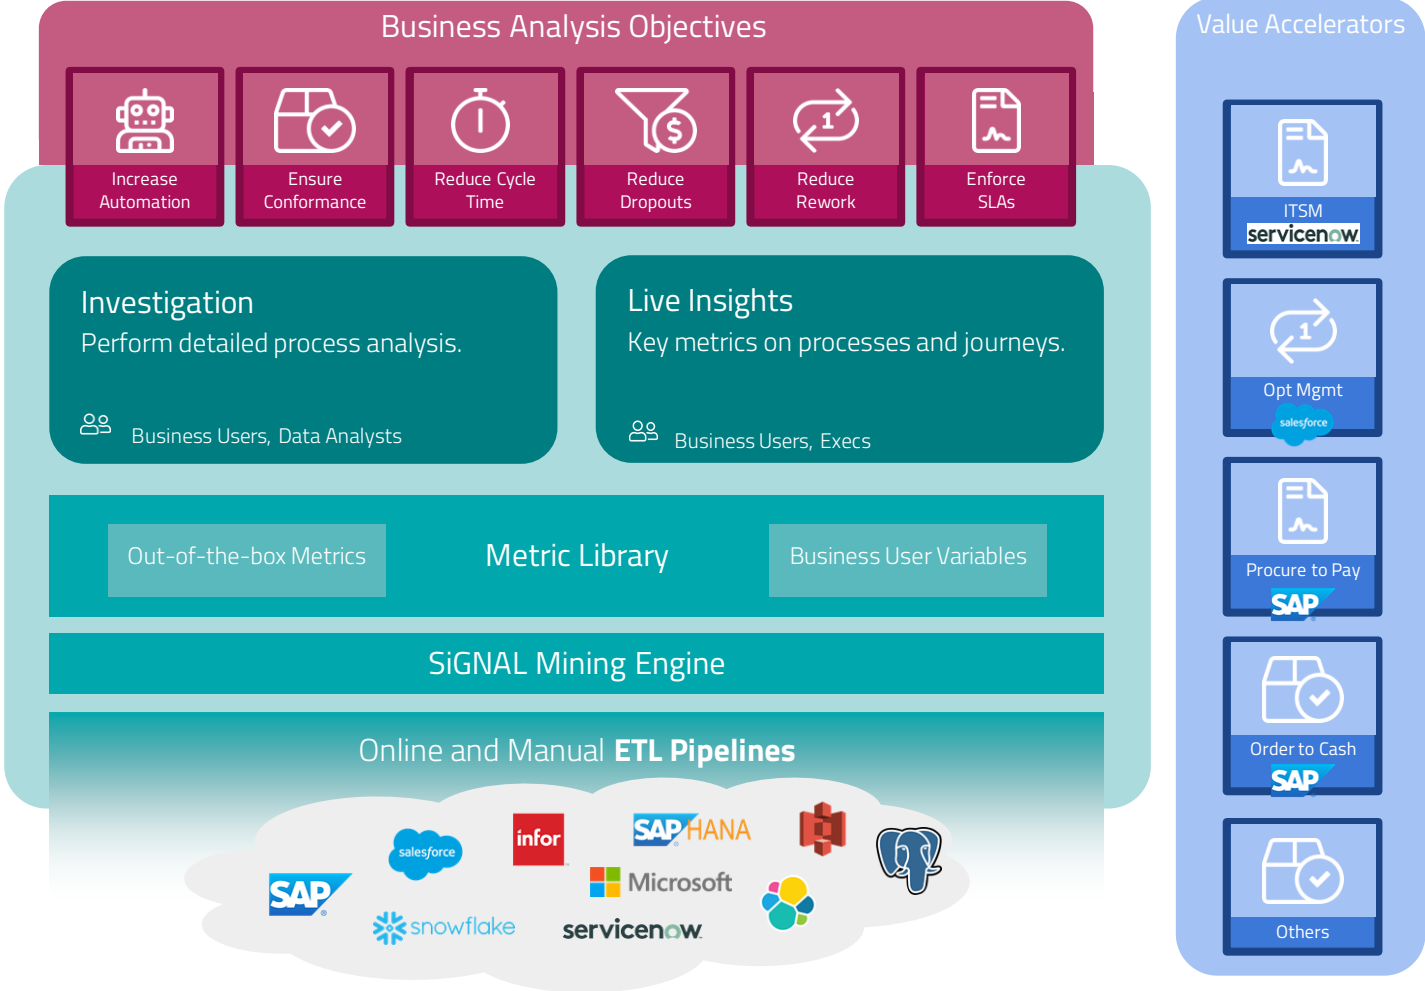 Business Analysis Objectives
Increase
Automation
Ensure
Conformance
Reduce Cycle
Time
Reduce
Dropouts
1
Reduce
Rework
Enforce
SLAs
Investigation
Perform detailed process analysis.
Business Users, Data Analysts
Live Insights
Key metrics on processes and journeys.
Business Users, Execs
Out-of-the-box Metrics
Metric Library
Business User Variables
SiGNAL Mining Engine
Online and Manual ETL Pipelines
SAP
salesforce
infor
SAP HANA
Microsoft
snowflake
servicenow
Value Accelerators
ITSM
servicenow
1
Opt Mgmt
salesforce
Procure to Pay
SAP
Order to Cash
SAP
Others